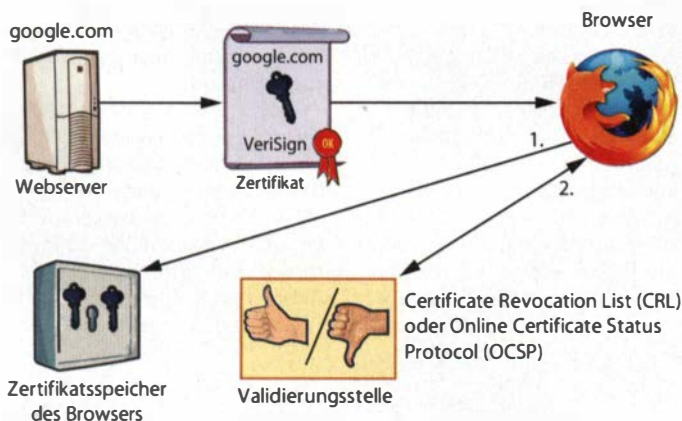 google.com
Browser
google.com
VeriSign
OK
Webserver
Zertifikat
1.
2.
Certificate Revocation List (CRL)
oder Online Certificate Status
Protocol (OCSP)
Zertifikatsspeicher
des Browsers
Validierungsstelle